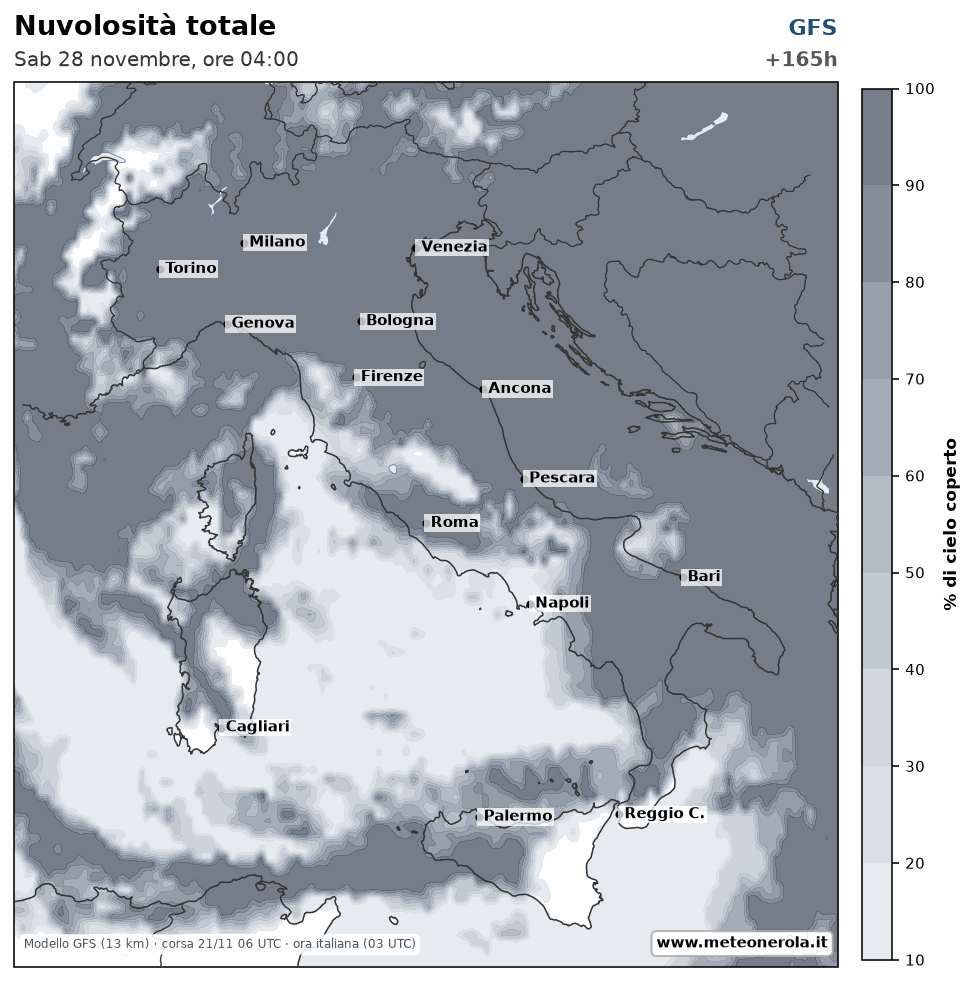 Nuvolosità totale
GFS
Sab 28 novembre, ore 04:00
+165h
Milano
Venezia
Torino
Genova
Bologna
Firenze
Ancona
Pescara
Roma
Bari
Napoli
Cagliari
Palermo
Reggio C.
Modello GFS (13 km) · corsa 21/11 06 UTC · ora italiana (03 UTC)
www.meteonerola.it
100
90
80
70
60
50
40
30
20
10
% di cielo coperto